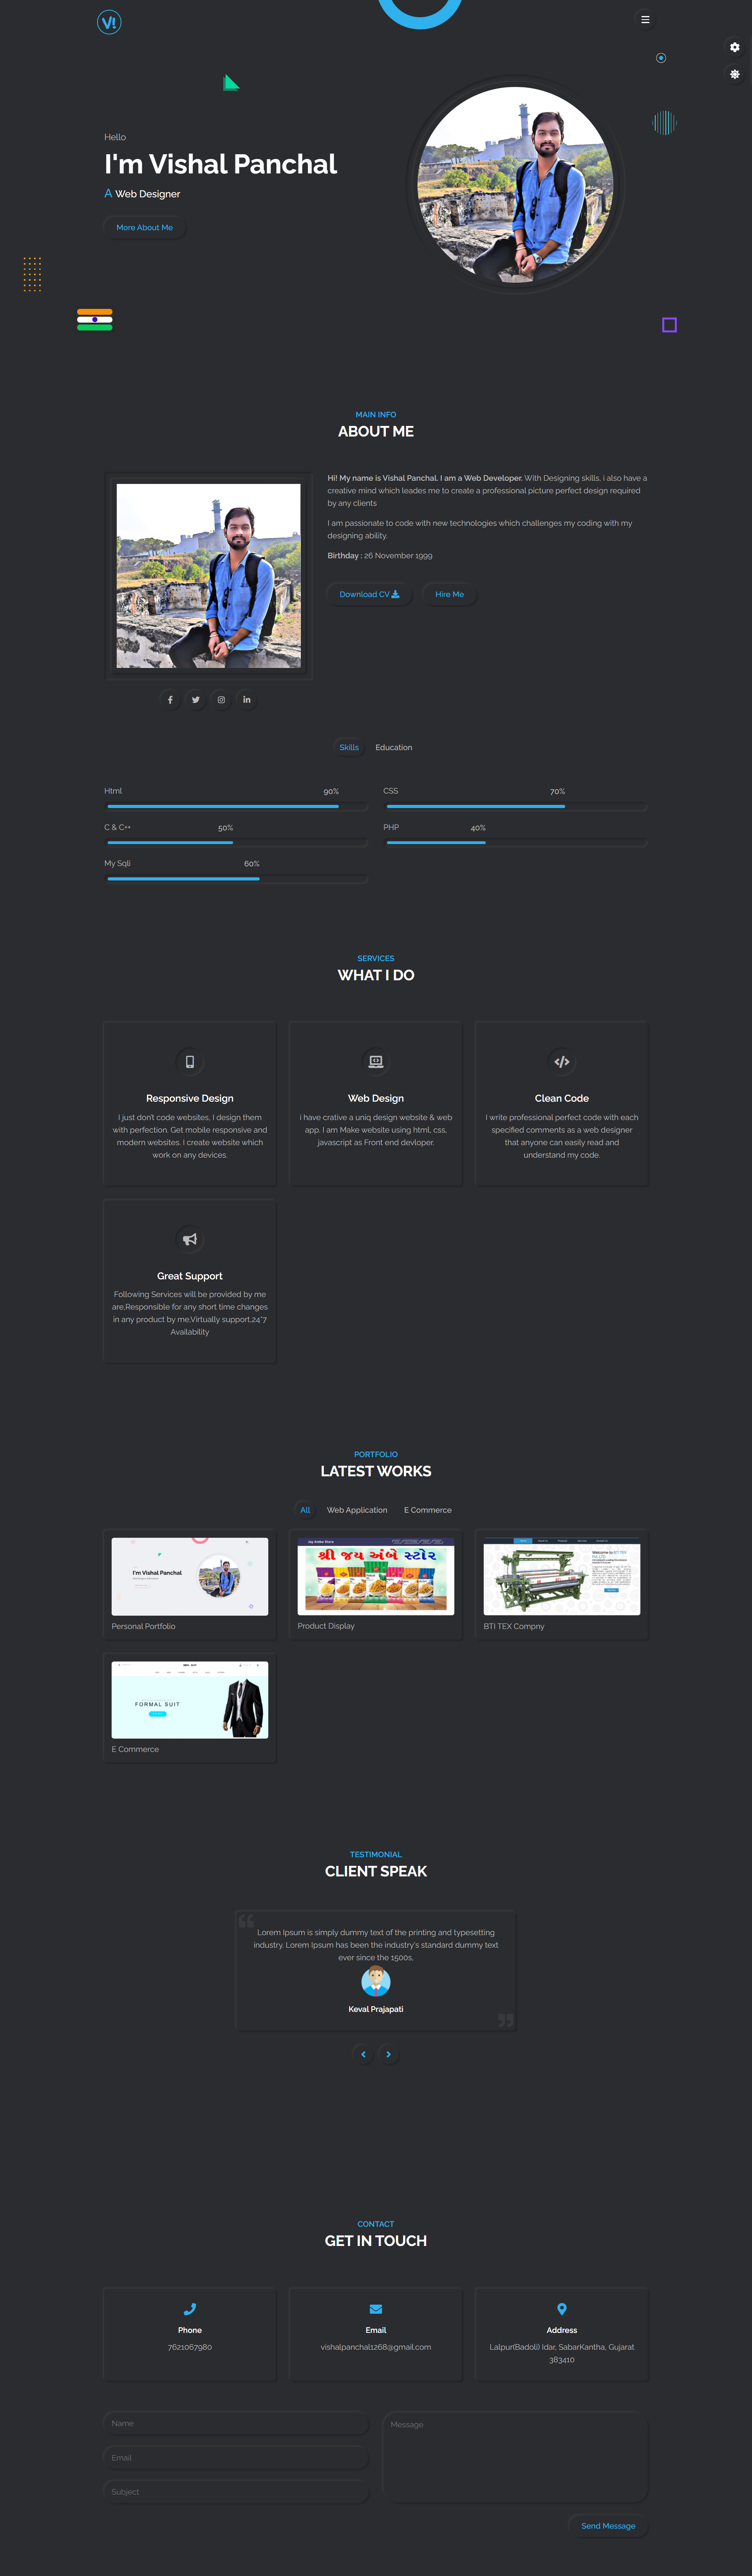 V!
Hello
I'm Vishal Panchal
A Web Designer
More About Me
MAIN INFO
ABOUT ME
Hi! My name is Vishal Panchal. I am a Web Developer. With Designing skills, i also have a
creative mind which leades me to create a professional picture perfect design required
by any clients
I am passionate to code with new technologies which challenges my coding with my
designing ability.
Birthday : 26 November 1999
Download CV
Hire Me
Skills
Education
Html
90%
CSS
70%
C & C++
50%
PHP
40%
My Sqli
60%
SERVICES
WHAT I DO
Responsive Design
I just don't code websites, I design them
with perfection. Get mobile responsive and
modern websites. I create website which
work on any devices.
Web Design
i have crative a uniq design website & web
app. I am Make website using html, css,
javascript as Front end devloper.
Clean Code
I write professional perfect code with each
specified comments as a web designer
that anyone can easily read and
understand my code.
Great Support
Following Services will be provided by me
are,Responsible for any short time changes
in any product by me,Virtually support,24*7
Availability
PORTFOLIO
LATEST WORKS
All
Web Application
E Commerce
I'm Vishal Panchal
Personal Portfolio
Jay Ambe Store
શ્રી જય અંબે સ્ટોર
Product Display
Welcome to BTI TEX
BTI TEX Compny
FORMAL SUIT
E Commerce
TESTIMONIAL
CLIENT SPEAK
Lorem Ipsum is simply dummy text of the printing and typesetting
industry. Lorem Ipsum has been the industry's standard dummy text
ever since the 1500s,
Keval Prajapati
CONTACT
GET IN TOUCH
Phone
7621067980
Email
vishalpanchal1268@gmail.com
Address
Lalpur(Badoli) Idar, SabarKantha, Gujarat
383410
Name
Email
Subject
Message
Send Message